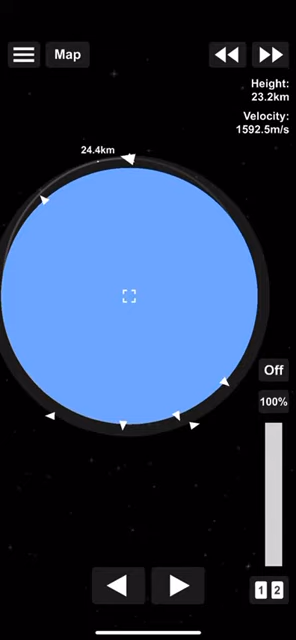 Map
Height:
23.2km
Velocity:
1592.5m/s
24.4km
Off
100%
1 2